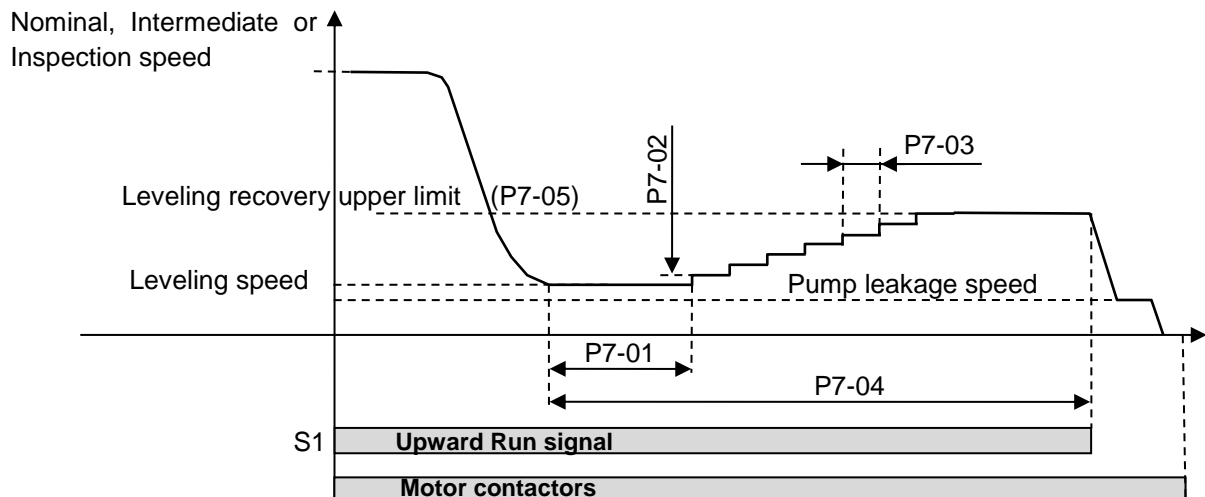 Nominal, Intermediate or
Inspection speed
P7-03
P7-02
Leveling recovery upper limit (P7-05)
Leveling speed
Pump leakage speed
P7-01
P7-04
S1 Upward Run signal
Motor contactors